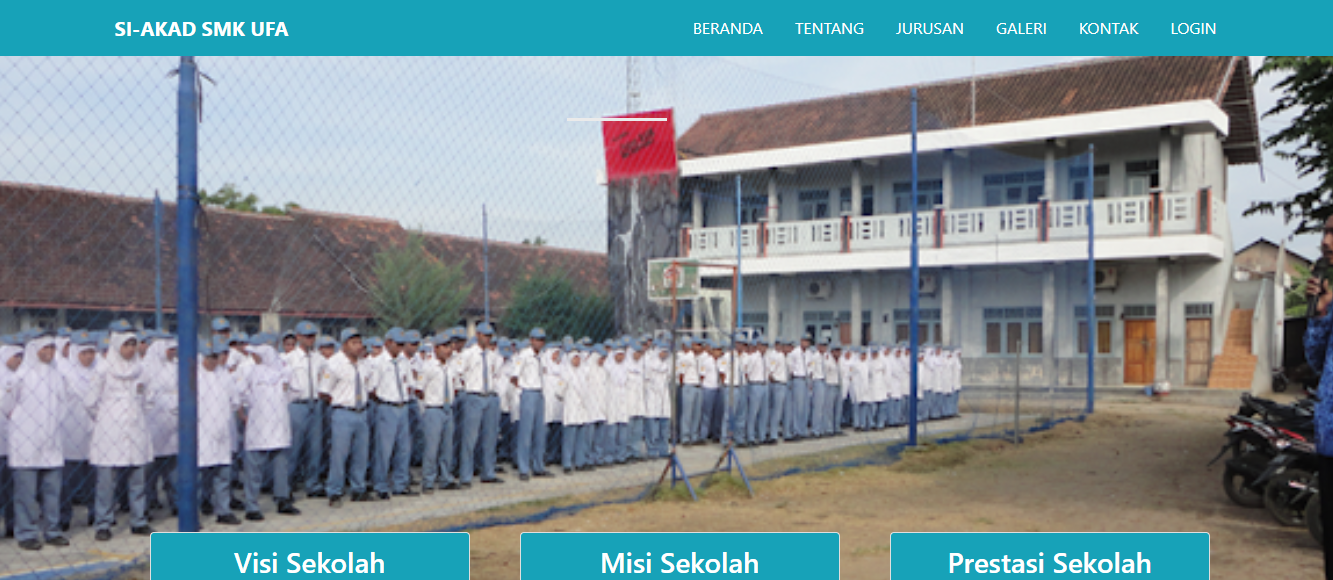 SI-AKAD SMK UFA
BERANDA TENTANG JURUSAN GALERI KONTAK LOGIN
Visi Sekolah
Misi Sekolah
Prestasi Sekolah